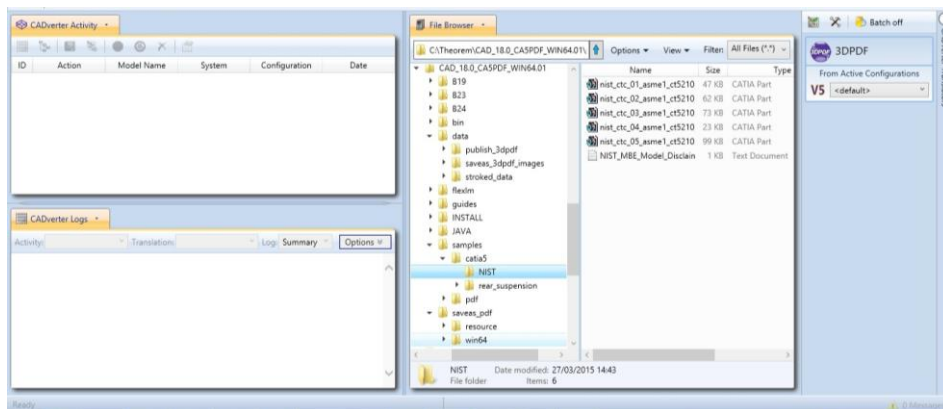 CADverter Activity
ID Action Model Name System Configuration Date
CADverter Logs
Activity: Translation: Log: Summary Options
File Browser
C:\Theorem\CAD_18.0_CA5PDF_WIN64.01\ Options View Filter: All Files (*.*)
CAD_18.0_CA5PDF_WIN64.01
B19
B23
B24
bin
data
publish_3dpdf
saveas_3dpdf_images
stroked_data
flexlm
guides
INSTALL
JAVA
samples
catia5
NIST
rear_suspension
pdf
saveas_pdf
resource
win64
Name Size Type
nist_ctc_01_asme1_ct5210 47 KB CATIA Part
nist_ctc_02_asme1_ct5210 62 KB CATIA Part
nist_ctc_03_asme1_ct5210 73 KB CATIA Part
nist_ctc_04_asme1_ct5210 23 KB CATIA Part
nist_ctc_05_asme1_ct5210 99 KB CATIA Part
NIST_MBE_Model_Disclain 1 KB Text Document
NIST Date modified: 27/03/2015 14:43
File folder Items: 6
Batch off
3DPDF 3DPDF
From Active Configurations
V5 <default>
Ready
0 Message